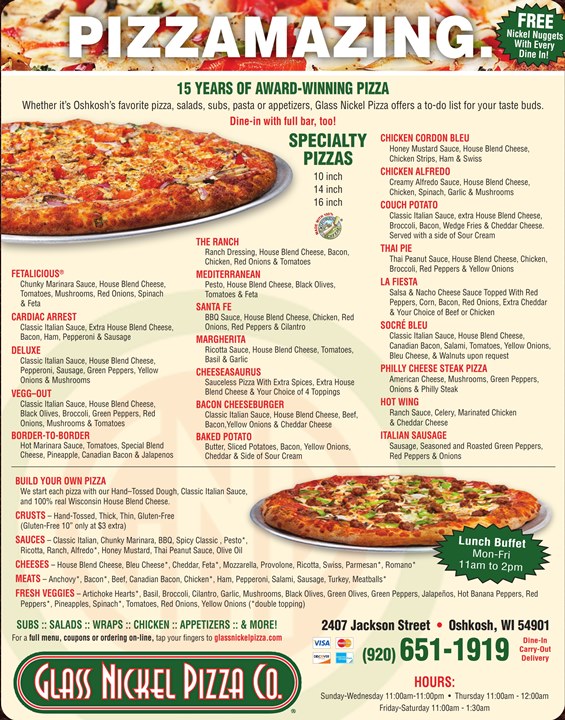 PIZZAMAZING.
FREE
Nickel Nuggets
With Every
Dine In!
15 YEARS OF AWARD-WINNING PIZZA
Whether it's Oshkosh's favorite pizza, salads, subs, pasta or appetizers, Glass Nickel Pizza offers a to-do list for your taste buds.
Dine-in with full bar, too!
SPECIALTY
PIZZAS
10 inch
14 inch
16 inch
FETALICIOUS®
Chunky Marinara Sauce, House Blend Cheese,
Tomatoes, Mushrooms, Red Onions, Spinach
& Feta
CARDIAC ARREST
Classic Italian Sauce, Extra House Blend Cheese,
Bacon, Ham, Pepperoni & Sausage
DELUXE
Classic Italian Sauce, House Blend Cheese,
Pepperoni, Sausage, Green Peppers, Yellow
Onions & Mushrooms
VEGG–OUT
Classic Italian Sauce, House Blend Cheese,
Black Olives, Broccoli, Green Peppers, Red
Onions, Mushrooms & Tomatoes
BORDER-TO-BORDER
Hot Marinara Sauce, Tomatoes, Special Blend
Cheese, Pineapple, Canadian Bacon & Jalapenos
THE RANCH
Ranch Dressing, House Blend Cheese, Bacon,
Chicken, Red Onions & Tomatoes
MEDITERRANEAN
Pesto, House Blend Cheese, Black Olives,
Tomatoes & Feta
SANTA FE
BBQ Sauce, House Blend Cheese, Chicken, Red
Onions, Red Peppers & Cilantro
MARGHERITA
Ricotta Sauce, House Blend Cheese, Tomatoes,
Basil & Garlic
CHEESEASAURUS
Sauceless Pizza With Extra Spices, Extra House
Blend Cheese & Your Choice of 4 Toppings
BACON CHEESEBURGER
Classic Italian Sauce, House Blend Cheese, Beef,
Bacon,Yellow Onions & Cheddar Cheese
BAKED POTATO
Butter, Sliced Potatoes, Bacon, Yellow Onions,
Cheddar & Side of Sour Cream
CHICKEN CORDON BLEU
Honey Mustard Sauce, House Blend Cheese,
Chicken Strips, Ham & Swiss
CHICKEN ALFREDO
Creamy Alfredo Sauce, House Blend Cheese,
Chicken, Spinach, Garlic & Mushrooms
COUCH POTATO
Classic Italian Sauce, extra House Blend Cheese,
Broccoli, Bacon, Wedge Fries & Cheddar Cheese.
Served with a side of Sour Cream
THAI PIE
Thai Peanut Sauce, House Blend Cheese, Chicken,
Broccoli, Red Peppers & Yellow Onions
LA FIESTA
Salsa & Nacho Cheese Sauce Topped With Red
Peppers, Corn, Bacon, Red Onions, Extra Cheddar
& Your Choice of Beef or Chicken
SOCRÉ BLEU
Classic Italian Sauce, House Blend Cheese,
Canadian Bacon, Salami, Tomatoes, Yellow Onions,
Bleu Cheese, & Walnuts upon request
PHILLY CHEESE STEAK PIZZA
American Cheese, Mushrooms, Green Peppers,
Onions & Philly Steak
HOT WING
Ranch Sauce, Celery, Marinated Chicken
& Cheddar Cheese
ITALIAN SAUSAGE
Sausage, Seasoned and Roasted Green Peppers,
Red Peppers & Onions
BUILD YOUR OWN PIZZA
We start each pizza with our Hand–Tossed Dough, Classic Italian Sauce,
and 100% real Wisconsin House Blend Cheese.
CRUSTS – Hand-Tossed, Thick, Thin, Gluten-Free
(Gluten-Free 10" only at $3 extra)
SAUCES – Classic Italian, Chunky Marinara, BBQ, Spicy Classic , Pesto*,
Ricotta, Ranch, Alfredo*, Honey Mustard, Thai Peanut Sauce, Olive Oil
CHEESES – House Blend Cheese, Bleu Cheese*, Cheddar, Feta*, Mozzarella, Provolone, Ricotta, Swiss, Parmesan*, Romano*
MEATS – Anchovy*, Bacon*, Beef, Canadian Bacon, Chicken*, Ham, Pepperoni, Salami, Sausage, Turkey, Meatballs*
FRESH VEGGIES – Artichoke Hearts*, Basil, Broccoli, Cilantro, Garlic, Mushrooms, Black Olives, Green Olives, Green Peppers, Jalapeños, Hot Banana Peppers, Red
Peppers*, Pineapples, Spinach*, Tomatoes, Red Onions, Yellow Onions (*double topping)
Lunch Buffet
Mon-Fri
11am to 2pm
SUBS :: SALADS :: WRAPS :: CHICKEN :: APPETIZERS :: & MORE!
For a full menu, coupons or ordering on-line, tap your fingers to glassnickelpizza.com
GLASS NICKEL PIZZA CO.
®
2407 Jackson Street • Oshkosh, WI 54901
VISA
MasterCard
DISCOVER
(920) 651-1919
Dine-In
Carry-Out
Delivery
HOURS:
Sunday-Wednesday 11:00am-11:00pm • Thursday 11:00am - 12:00am
Friday-Saturday 11:00am - 1:30am